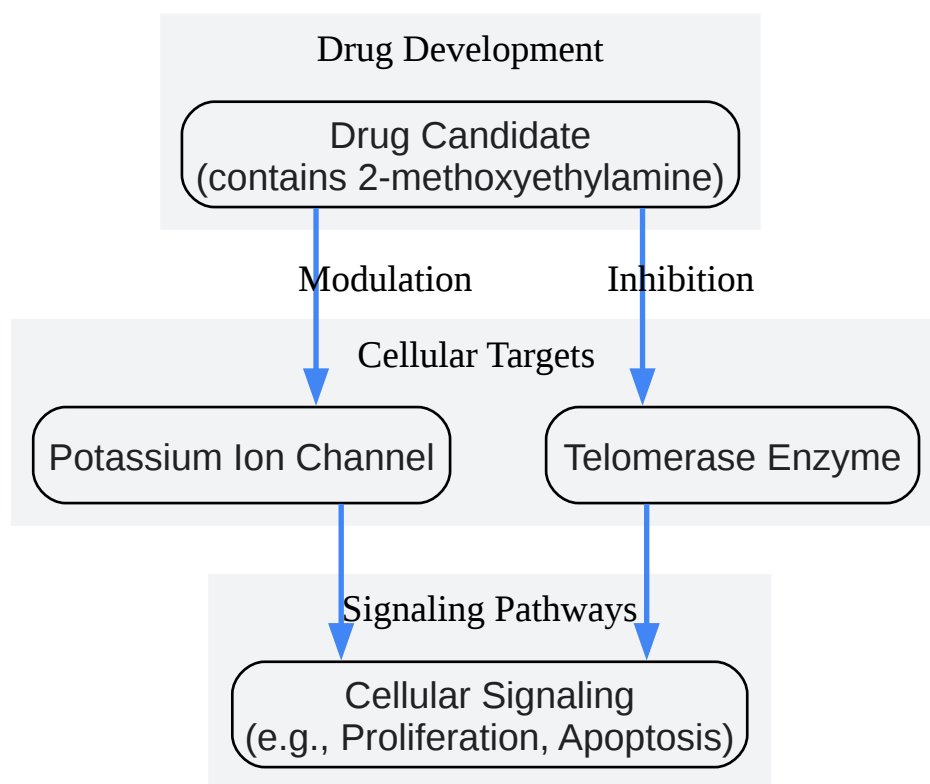 Drug Development
Drug Candidate
(contains 2-methoxyethylamine)
Modulation
Inhibition
Cellular Targets
Potassium Ion Channel
Telomerase Enzyme
Signaling Pathways
Cellular Signaling
(e.g., Proliferation, Apoptosis)